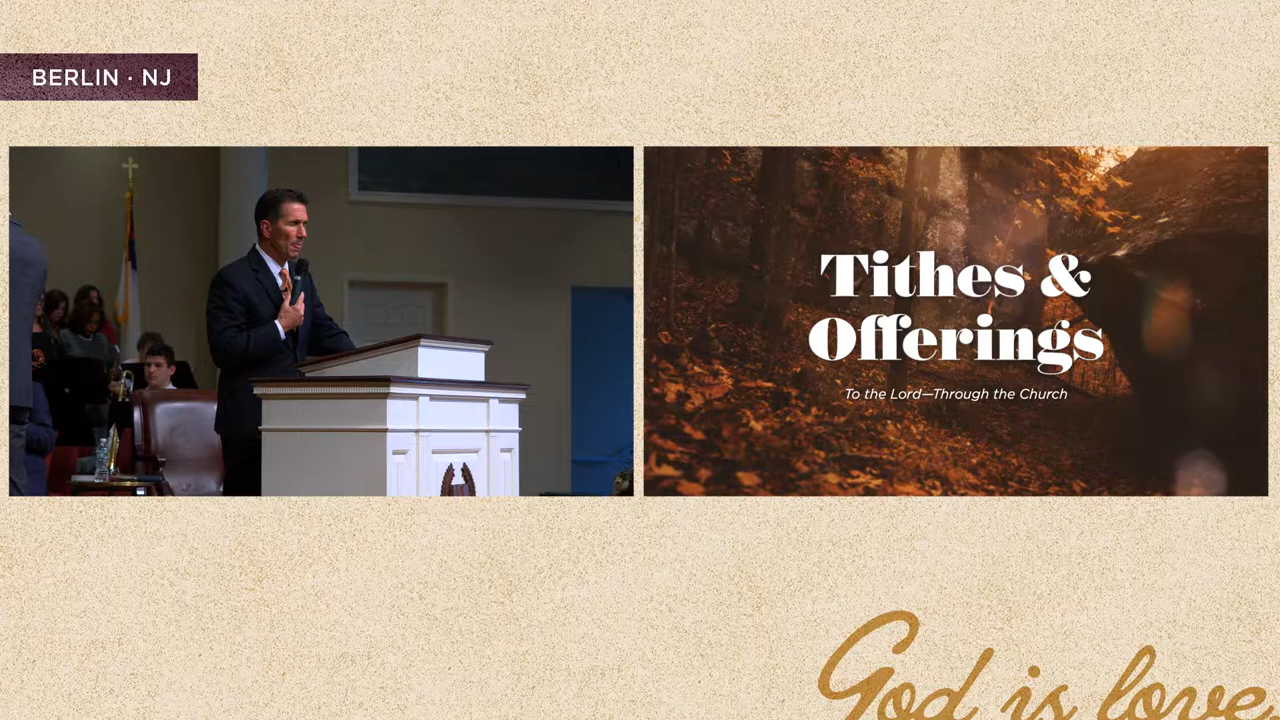 BERLIN · NJ
Tithes &
Offerings
To the Lord—Through the Church
God is love